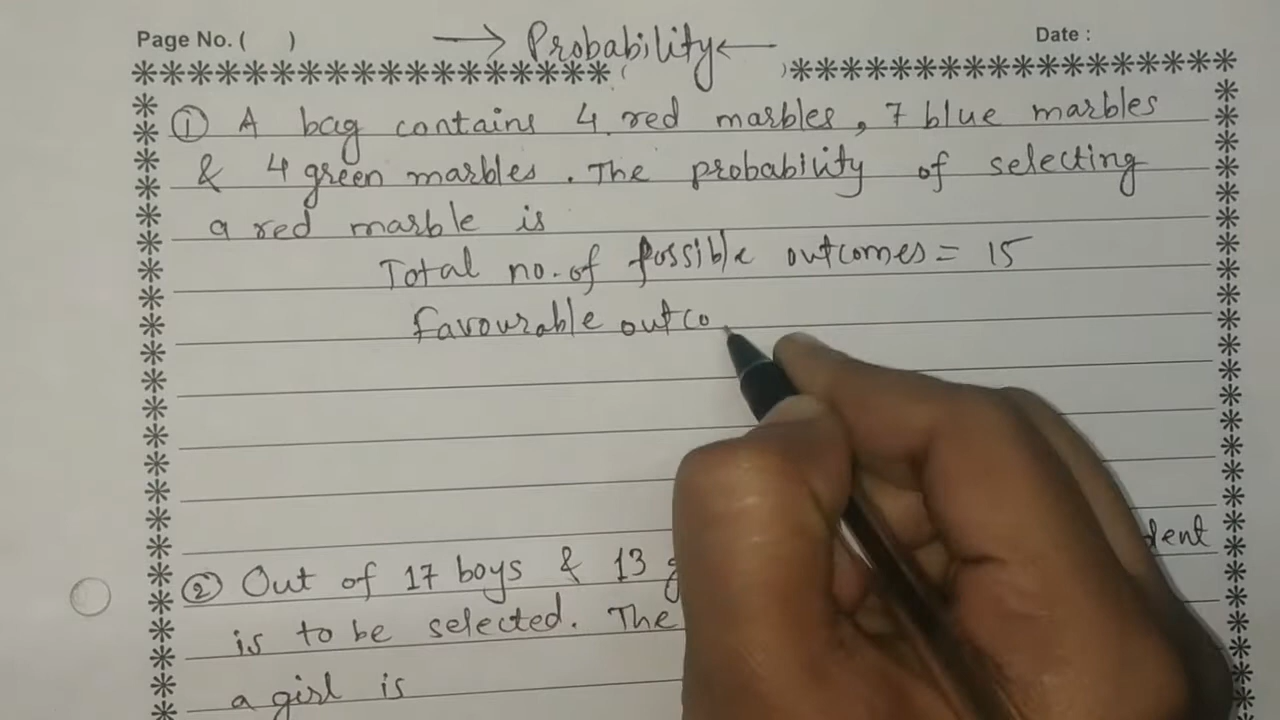 Page No. ( ) → Probability ← Date :
① A bag contains 4 red marbles, 7 blue marbles
& 4 green marbles. The probability of selecting
a red marble is
Total no. of possible outcomes = 15
favourable outco
② Out of 17 boys & 13 g dent
is to be selected. The
a girl is